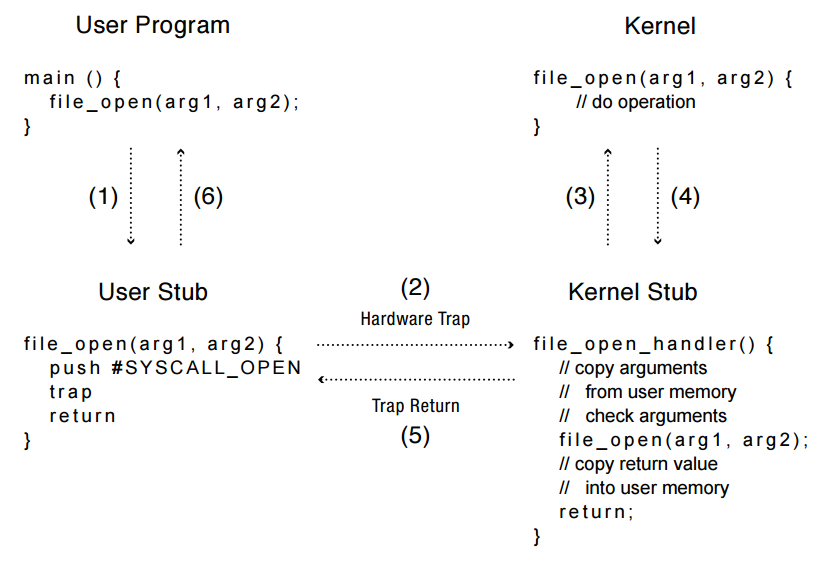 User Program
main () {
file_open(arg1, arg2);
}
Kernel
file_open(arg1, arg2) {
// do operation
}
(1)
(6)
(3)
(4)
User Stub
file_open(arg1, arg2) {
push #SYSCALL_OPEN
trap
return
}
(2)
Hardware Trap
Trap Return
(5)
Kernel Stub
file_open_handler() {
// copy arguments
// from user memory
// check arguments
file_open(arg1, arg2);
// copy return value
// into user memory
return;
}